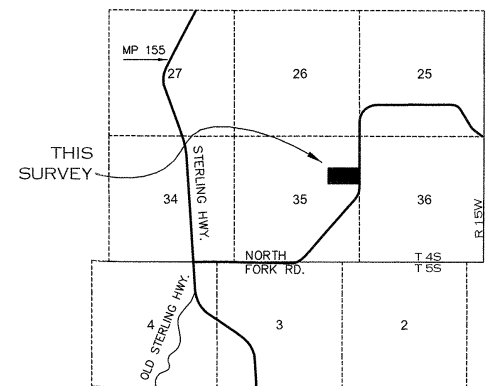 MP 155
27
26
25
THIS
SURVEY
34
STERLING HWY.
35
36
R 15W
NORTH
FORK RD.
T 4S
T 5S
OLD STERLING HWY.
4
3
2